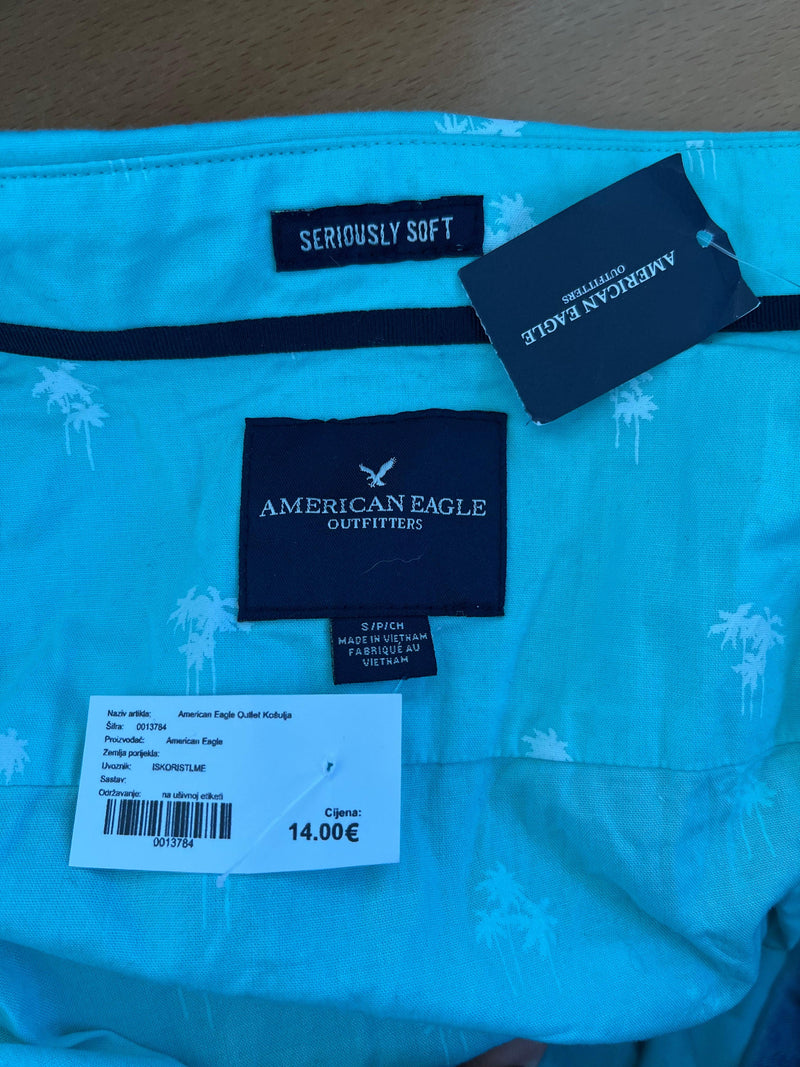 SERIOUSLY SOFT
AMERICAN EAGLE
OUTFITTERS
AMERICAN EAGLE
OUTFITTERS
S/P/CH
MADE IN VIETNAM
FABRIQUÉ AU
VIETNAM
Naziv artikla: American Eagle Outlet Košulja
Šifra: 0013784
Proizvođač: American Eagle
Zemlja porijekla:
Uvoznik: ISKORISTI.ME
Sastav:
Održavanje: na ušivnoj etiketi
0013784
Cijena:
14.00€